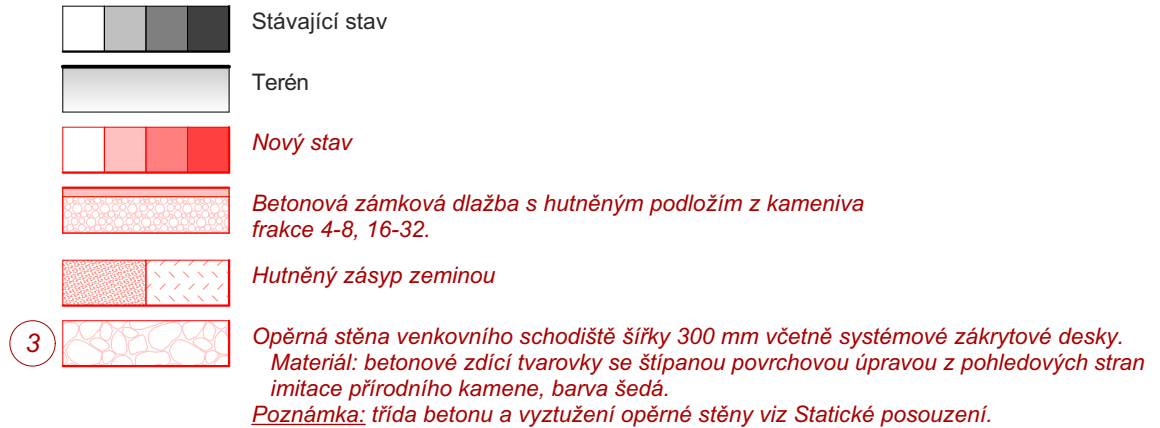 Stávající stav
Terén
Nový stav
Betonová zámková dlažba s hutněným podložím z kameniva
frakce 4-8, 16-32.
Hutněný zásyp zeminou
3 Opěrná stěna venkovního schodiště šířky 300 mm včetně systémové zákrytové desky.
Materiál: betonové zdící tvarovky se štípanou povrchovou úpravou z pohledových stran
imitace přírodního kamene, barva šedá.
Poznámka: třída betonu a vyztužení opěrné stěny viz Statické posouzení.